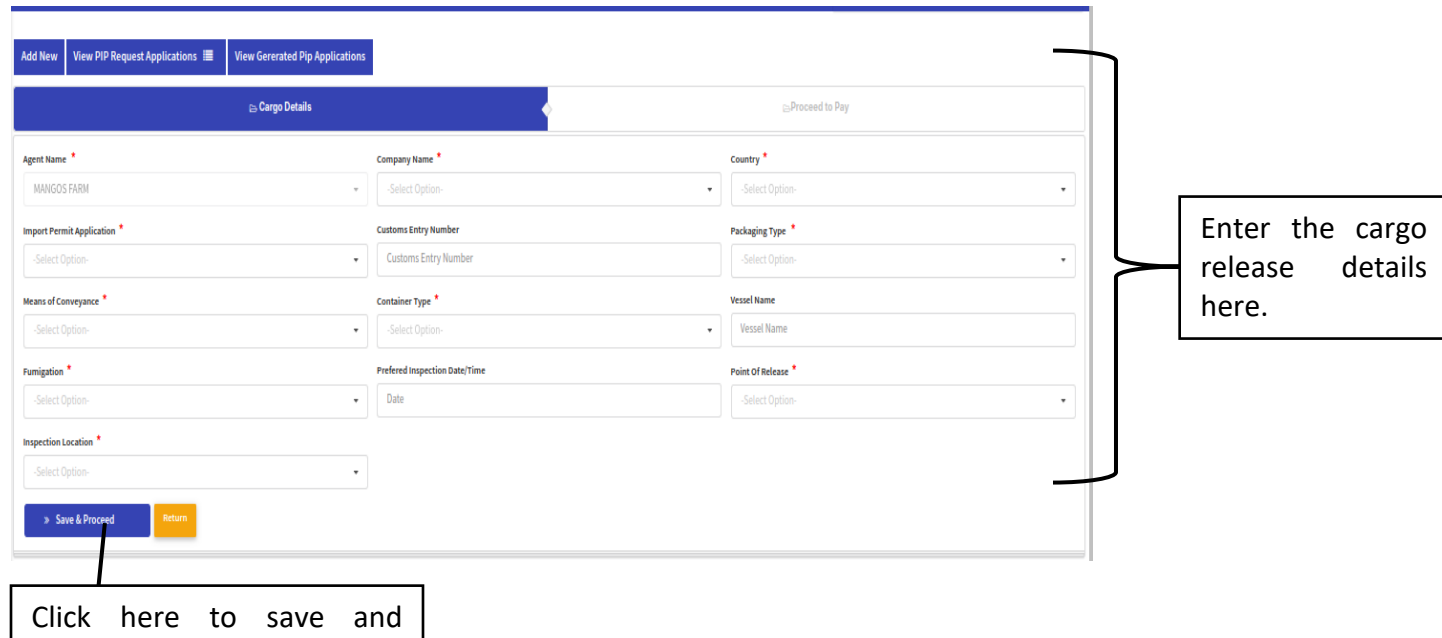 Add New View PIP Request Applications View Gererated Pip Applications
Cargo Details Proceed to Pay
Agent Name * Company Name * Country *
MANGOS FARM -Select Option- -Select Option-
Import Permit Application * Customs Entry Number Packaging Type *
-Select Option- Customs Entry Number -Select Option-
Means of Conveyance * Container Type * Vessel Name
-Select Option- -Select Option- Vessel Name
Fumigation * Prefered Inspection Date/Time Point Of Release *
-Select Option- Date -Select Option-
Inspection Location *
-Select Option-
» Save & Proceed Return
Enter the cargo
release details
here.
Click here to save and